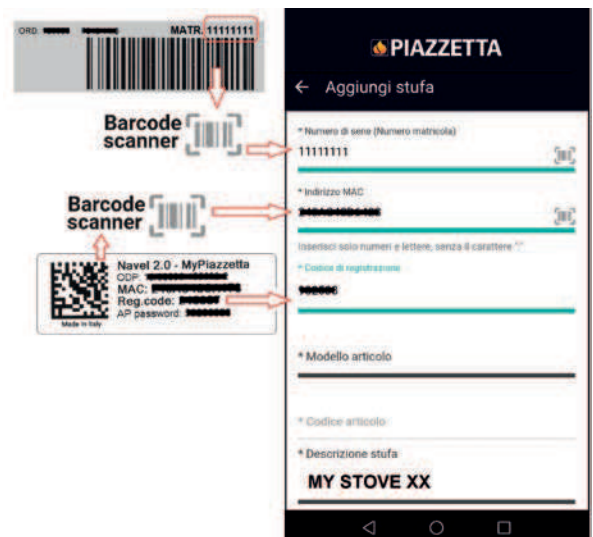 ORD.
MATR. 11111111
Barcode
scanner
Barcode
scanner
Navel 2.0 - MyPiazzetta
ODP:
MAC:
Reg.code:
AP password:
Made in Italy
PIAZZETTA
← Aggiungi stufa
* Numero di serie (Numero matricola)
11111111
* Indirizzo MAC
Inserisci solo numeri e lettere, senza il carattere ":"
* Codice di registrazione
* Modello articolo
* Codice articolo
* Descrizione stufa
MY STOVE XX